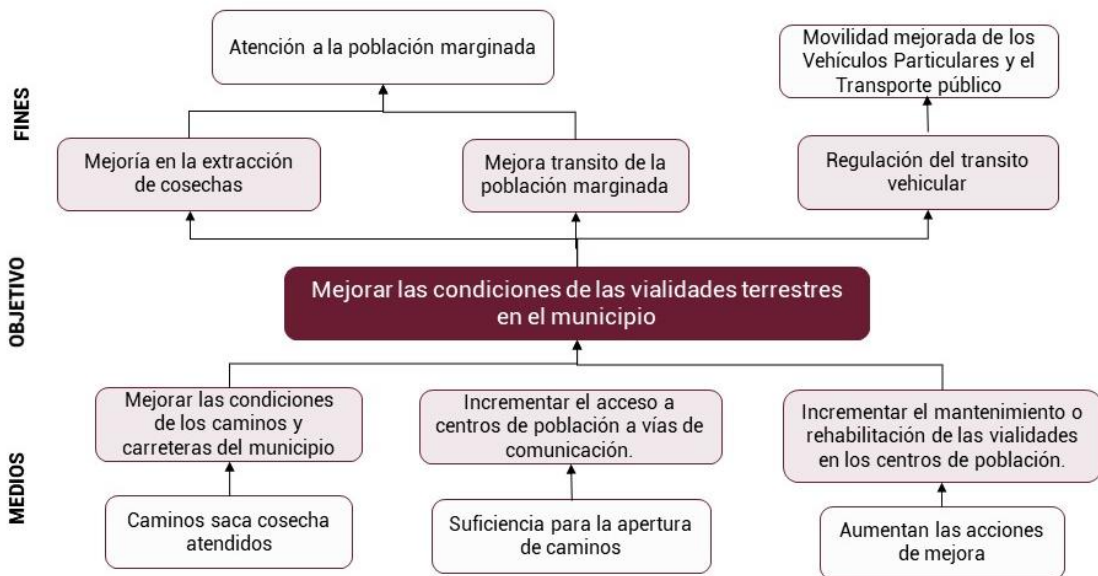 FINES
Atención a la población marginada
Movilidad mejorada de los
Vehículos Particulares y el
Transporte público
Mejoría en la extracción
de cosechas
Mejora transito de la
población marginada
Regulación del transito
vehicular
OBJETIVO
Mejorar las condiciones de las vialidades terrestres
en el municipio
MEDIOS
Mejorar las condiciones
de los caminos y
carreteras del municipio
Incrementar el acceso a
centros de población a vías de
comunicación.
Incrementar el mantenimiento o
rehabilitación de las vialidades
en los centros de población.
Caminos saca cosecha
atendidos
Suficiencia para la apertura
de caminos
Aumentan las acciones
de mejora